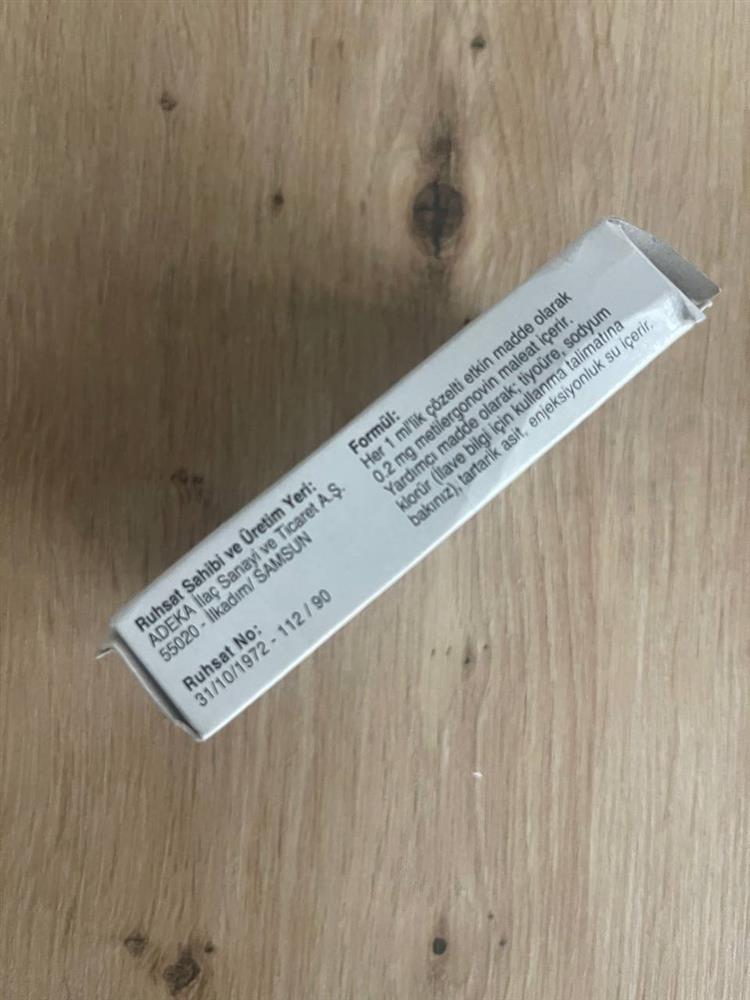 Ruhsat Sahibi ve Üretim Yeri:
ADEKA İlaç Sanayi ve Ticaret A.Ş.
55020 - İlkadım/ SAMSUN
Ruhsat No:
31/10/1972 - 112 / 90
Formül:
Her 1 ml'lik çözelti etkin madde olarak
0.2 mg metilergonovin maleat içerir.
Yardımcı madde olarak; tiyoüre, sodyum
klorür (ilave bilgi için kullanma talimatına
bakınız), tartarik asit, enjeksiyonluk su içerir.